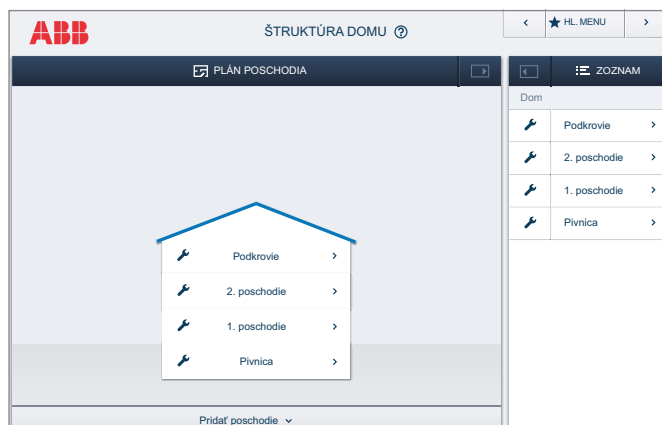 ABB
ŠTRUKTÚRA DOMU ?
HL. MENU
PLÁN POSCHODIA
ZOZNAM
Dom
Podkrovie
2. poschodie
1. poschodie
Pivnica
Podkrovie
2. poschodie
1. poschodie
Pivnica
Pridať poschodie